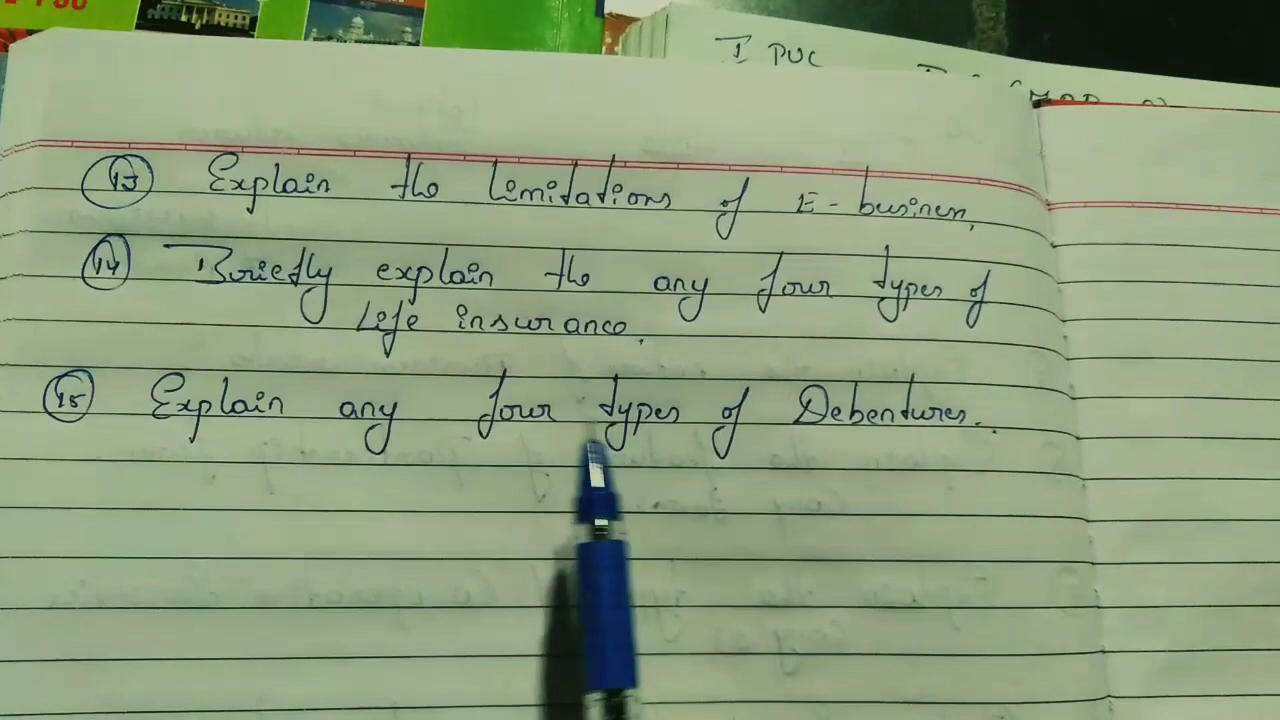 I PUC
13 Explain the limitations of E-business,
14 Briefly explain the any four types of
Life insurance.
15 Explain any four types of Debentures.